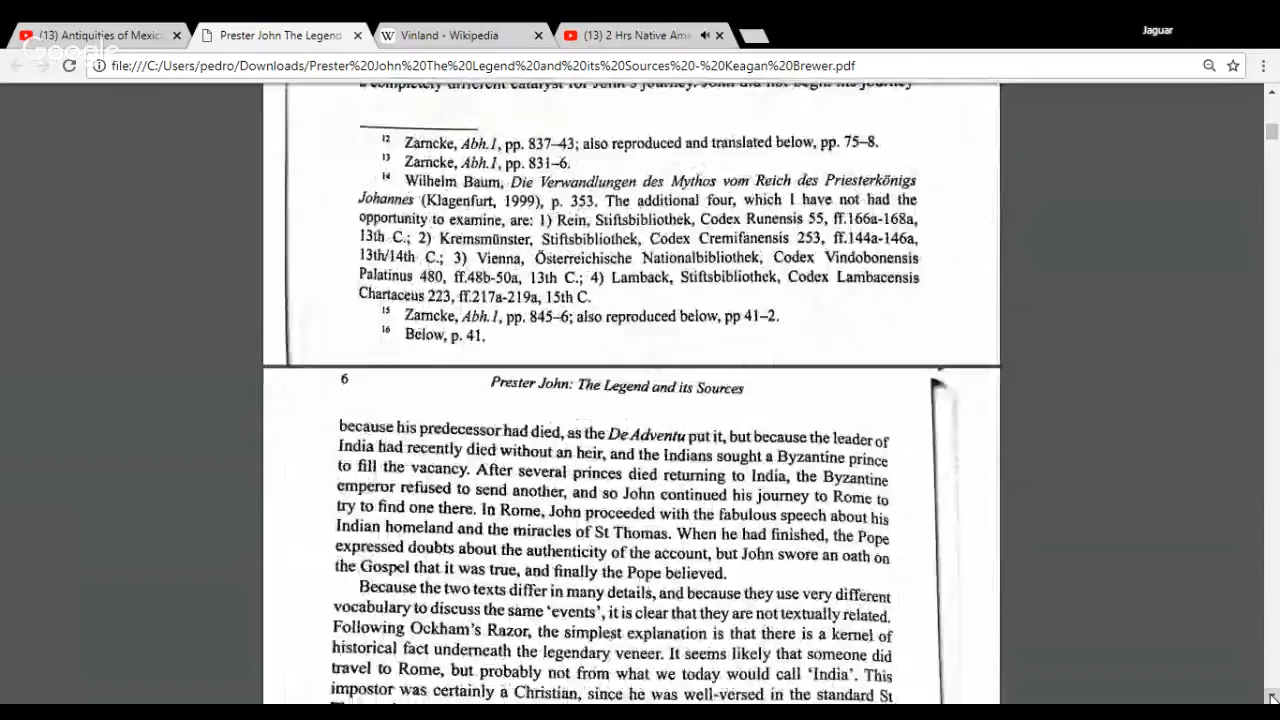 Jaguar
(13) Antiquities of Mexic
Prester John The Legend
Vinland - Wikipedia
(13) 2 Hrs Native Ame
Google
file:///C:/Users/pedro/Downloads/Prester%20John%20The%20Legend%20and%20its%20Sources%20-%20Keagan%20Brewer.pdf
a completely different catalyst for John's journey. John did not begin his journey
12 Zarncke, Abh.1, pp. 837–43; also reproduced and translated below, pp. 75–8.
13 Zarncke, Abh.1, pp. 831–6.
14 Wilhelm Baum, Die Verwandlungen des Mythos vom Reich des Priesterkönigs
Johannes (Klagenfurt, 1999), p. 353. The additional four, which I have not had the
opportunity to examine, are: 1) Rein, Stiftsbibliothek, Codex Runensis 55, ff.166a-168a,
13th C.; 2) Kremsmünster, Stiftsbibliothek, Codex Cremifanensis 253, ff.144a-146a,
13th/14th C.; 3) Vienna, Österreichische Nationalbibliothek, Codex Vindobonensis
Palatinus 480, ff.48b-50a, 13th C.; 4) Lamback, Stiftsbibliothek, Codex Lambacensis
Chartaceus 223, ff.217a-219a, 15th C.
15 Zarncke, Abh.1, pp. 845–6; also reproduced below, pp 41–2.
16 Below, p. 41.
6 Prester John: The Legend and its Sources
because his predecessor had died, as the De Adventu put it, but because the leader of
India had recently died without an heir, and the Indians sought a Byzantine prince
to fill the vacancy. After several princes died returning to India, the Byzantine
emperor refused to send another, and so John continued his journey to Rome to
try to find one there. In Rome, John proceeded with the fabulous speech about his
Indian homeland and the miracles of St Thomas. When he had finished, the Pope
expressed doubts about the authenticity of the account, but John swore an oath on
the Gospel that it was true, and finally the Pope believed.
Because the two texts differ in many details, and because they use very different
vocabulary to discuss the same 'events', it is clear that they are not textually related.
Following Ockham's Razor, the simplest explanation is that there is a kernel of
historical fact underneath the legendary veneer. It seems likely that someone did
travel to Rome, but probably not from what we today would call 'India'. This
impostor was certainly a Christian, since he was well-versed in the standard St